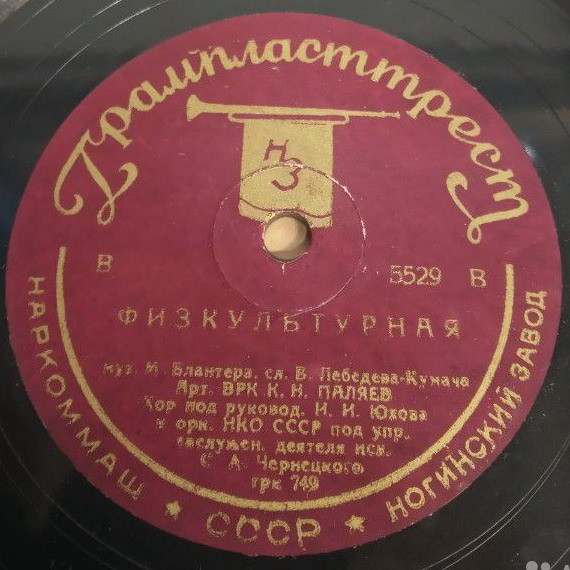 Грампласттрест
НЗ
В 5529 В
ФИЗКУЛЬТУРНАЯ
муз. М. Блантера, сл. В. Лебедева-Кумача
Арт. ВРК К. Н. ПАЛЯЕВ
Хор под руковод. И. И. Юхова
и орк. НКО СССР под упр.
заслужен. деятеля иск.
С. А. Чернецкого
грк 749
НАРКОММАШ ★ СССР ★ НОГИНСКИЙ ЗАВОД